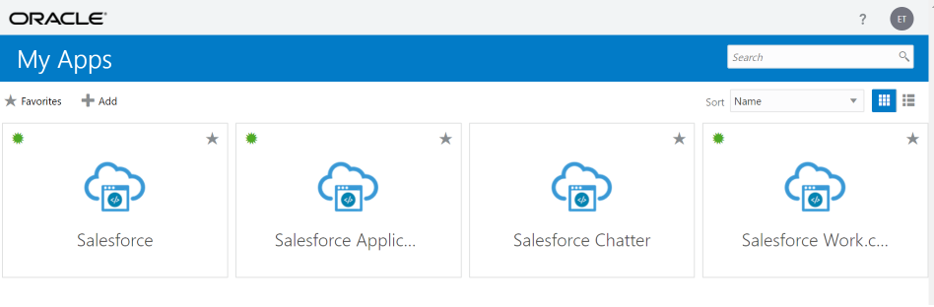 ORACLE®
? ET
My Apps
Search
Favorites Add Sort Name
Salesforce Salesforce Applic... Salesforce Chatter Salesforce Work.c...